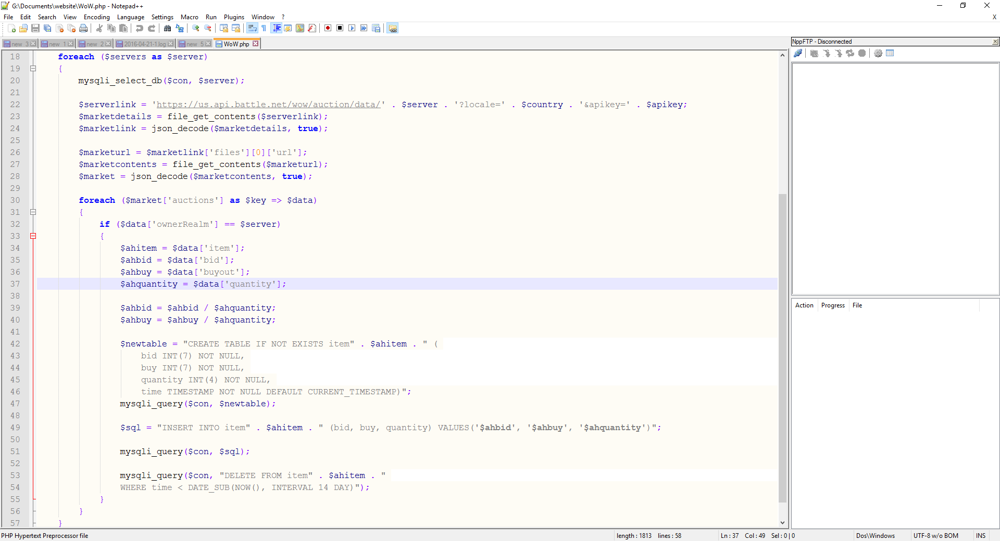 G:\Documents\website\WoW.php - Notepad++
File Edit Search View Encoding Language Settings Macro Run Plugins Window ?
X
new 3 new 1 new 2 2016-04-21-1.log new 5 WoW.php
18 foreach ($servers as $server)
19 {
20 mysqli_select_db($con, $server);
21
22 $serverlink = 'https://us.api.battle.net/wow/auction/data/' . $server . '?locale=' . $country . '&apikey=' . $apikey;
23 $marketdetails = file_get_contents($serverlink);
24 $marketlink = json_decode($marketdetails, true);
25
26 $marketurl = $marketlink['files'][0]['url'];
27 $marketcontents = file_get_contents($marketurl);
28 $market = json_decode($marketcontents, true);
29
30 foreach ($market['auctions'] as $key => $data)
31 {
32 if ($data['ownerRealm'] == $server)
33 {
34 $ahitem = $data['item'];
35 $ahbid = $data['bid'];
36 $ahbuy = $data['buyout'];
37 $ahquantity = $data['quantity'];
38
39 $ahbid = $ahbid / $ahquantity;
40 $ahbuy = $ahbuy / $ahquantity;
41
42 $newtable = "CREATE TABLE IF NOT EXISTS item" . $ahitem . " (
43 bid INT(7) NOT NULL,
44 buy INT(7) NOT NULL,
45 quantity INT(4) NOT NULL,
46 time TIMESTAMP NOT NULL DEFAULT CURRENT_TIMESTAMP)";
47 mysqli_query($con, $newtable);
48
49 $sql = "INSERT INTO item" . $ahitem . " (bid, buy, quantity) VALUES('$ahbid', '$ahbuy', '$ahquantity')";
50
51 mysqli_query($con, $sql);
52
53 mysqli_query($con, "DELETE FROM item" . $ahitem . "
54 WHERE time < DATE_SUB(NOW(), INTERVAL 14 DAY)");
55 }
56 }
57 }
NppFTP - Disconnected
Action Progress File
PHP Hypertext Preprocessor file length : 1813 lines : 58 Ln : 37 Col : 49 Sel : 0 | 0 Dos\Windows UTF-8 w/o BOM INS